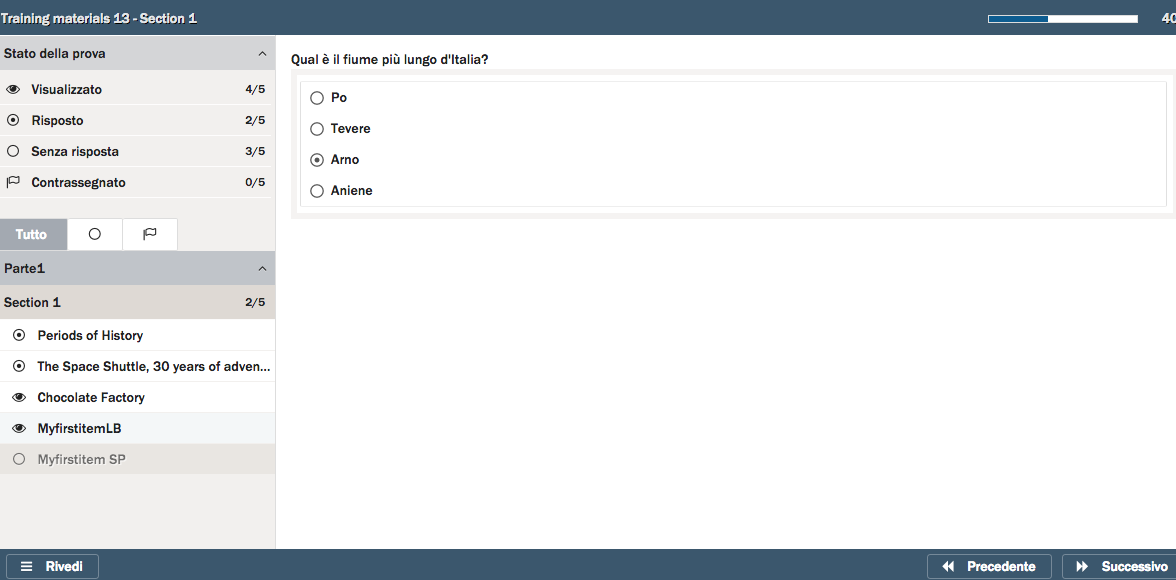 Training materials 13 - Section 1
40
Stato della prova
Visualizzato 4/5
Risposto 2/5
Senza risposta 3/5
Contrassegnato 0/5
Tutto
Parte1
Section 1 2/5
Periods of History
The Space Shuttle, 30 years of adven...
Chocolate Factory
MyfirstitemLB
Myfirstitem SP
Qual è il fiume più lungo d'Italia?
Po
Tevere
Arno
Aniene
Rivedi
Precedente
Successivo